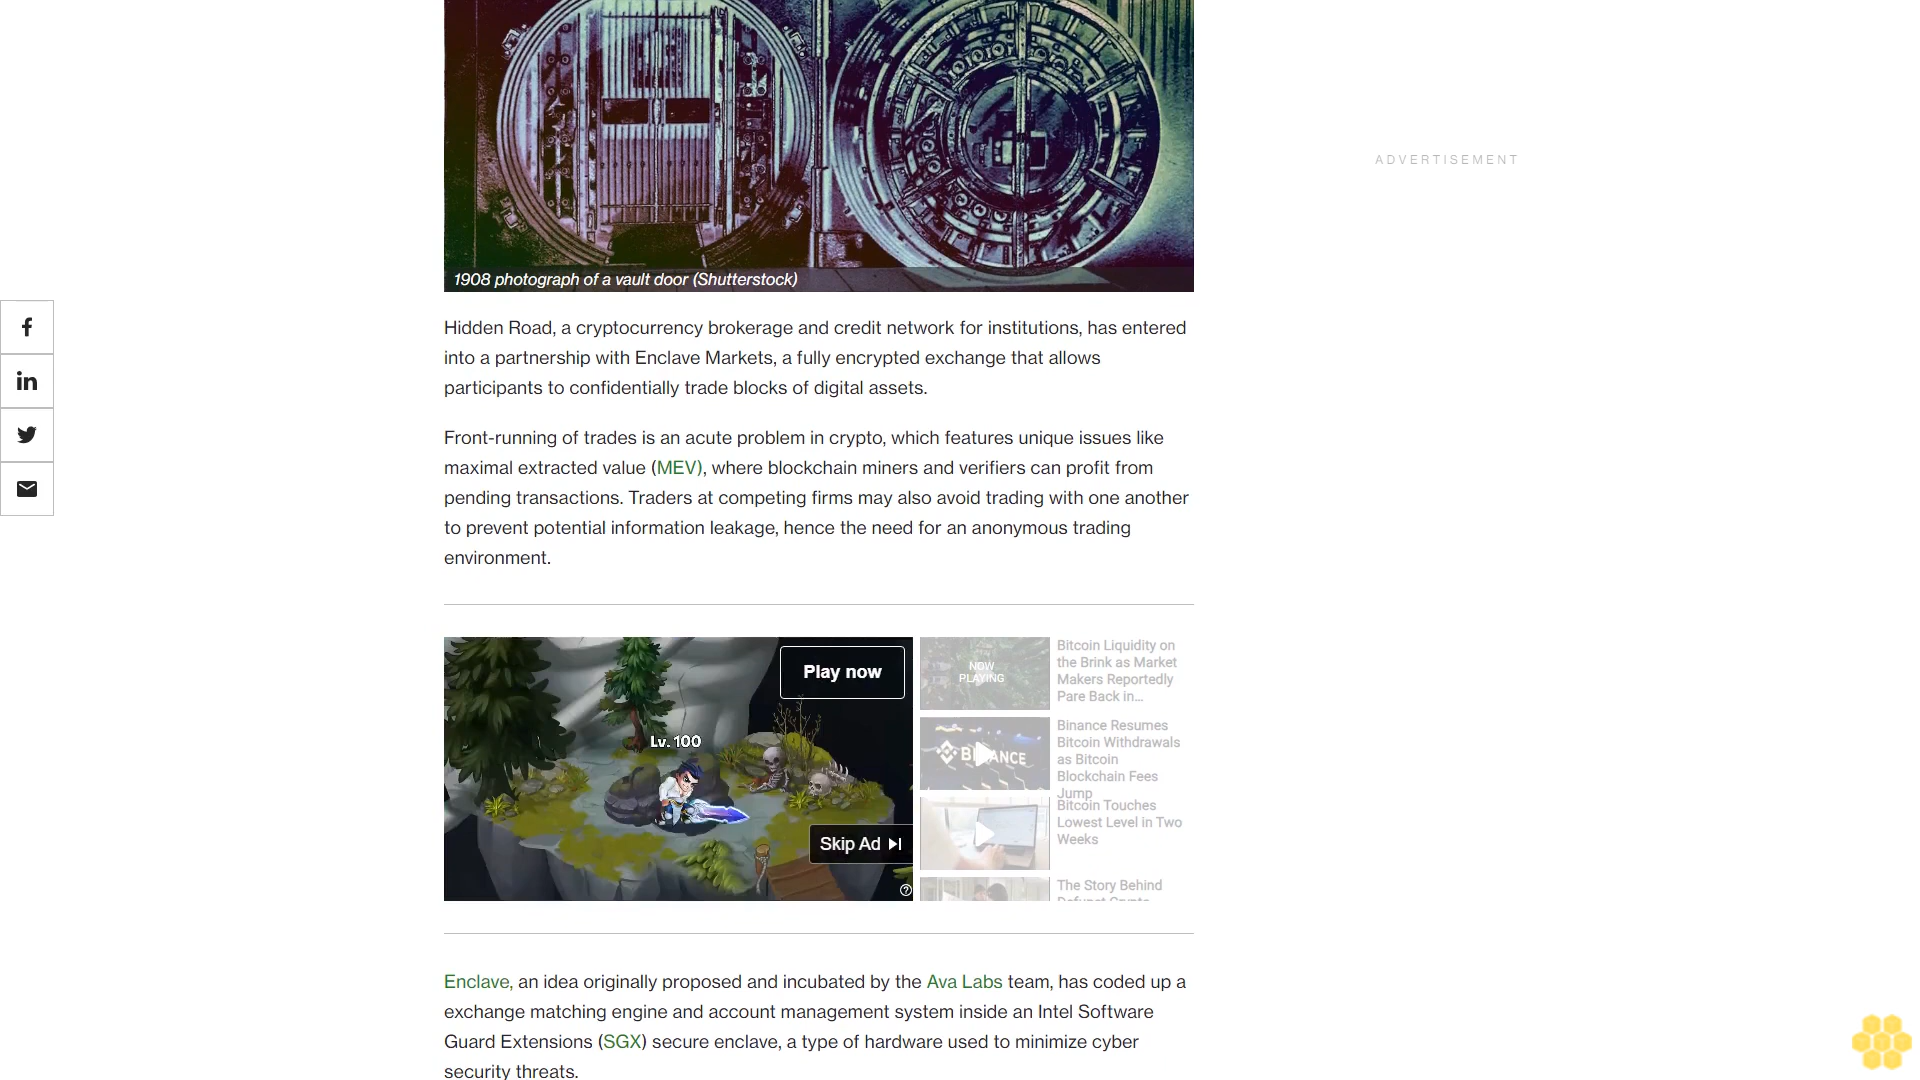 ADVERTISEMENT
1908 photograph of a vault door (Shutterstock)
Hidden Road, a cryptocurrency brokerage and credit network for institutions, has entered
into a partnership with Enclave Markets, a fully encrypted exchange that allows
participants to confidentially trade blocks of digital assets.
Front-running of trades is an acute problem in crypto, which features unique issues like
maximal extracted value (MEV), where blockchain miners and verifiers can profit from
pending transactions. Traders at competing firms may also avoid trading with one another
to prevent potential information leakage, hence the need for an anonymous trading
environment.
Play now
Lv. 100
Skip Ad
NOW
PLAYING
Bitcoin Liquidity on
the Brink as Market
Makers Reportedly
Pare Back in...
BINANCE
Binance Resumes
Bitcoin Withdrawals
as Bitcoin
Blockchain Fees
Jump
Bitcoin Touches
Lowest Level in Two
Weeks
The Story Behind
Defunct Crypto
Enclave, an idea originally proposed and incubated by the Ava Labs team, has coded up a
exchange matching engine and account management system inside an Intel Software
Guard Extensions (SGX) secure enclave, a type of hardware used to minimize cyber
security threats.